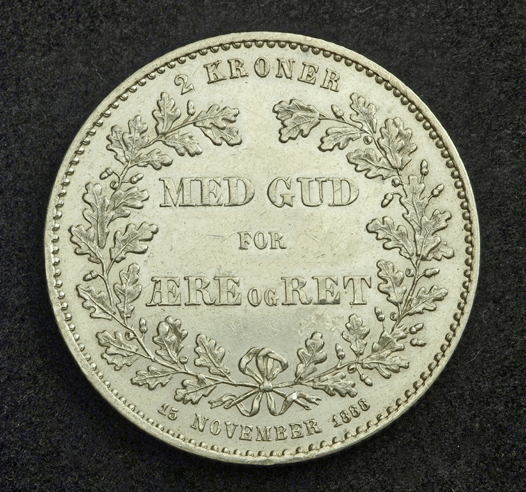 2 KRONER
MED GUD
FOR
ÆRE OG RET
15 NOVEMBER 1888